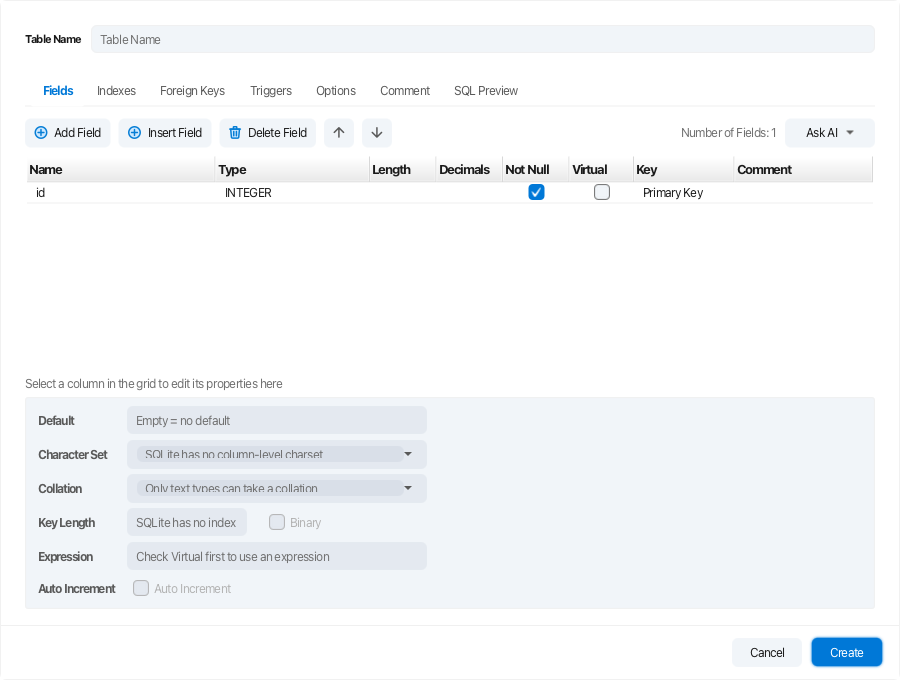 Table Name Table Name
Fields Indexes Foreign Keys Triggers Options Comment SQL Preview
Add Field Insert Field Delete Field Number of Fields: 1 Ask AI
Name Type Length Decimals Not Null Virtual Key Comment
id INTEGER Primary Key
Select a column in the grid to edit its properties here
Default Empty = no default
Character Set SQLite has no column-level charset
Collation Only text types can take a collation
Key Length SQLite has no index Binary
Expression Check Virtual first to use an expression
Auto Increment Auto Increment
Cancel Create